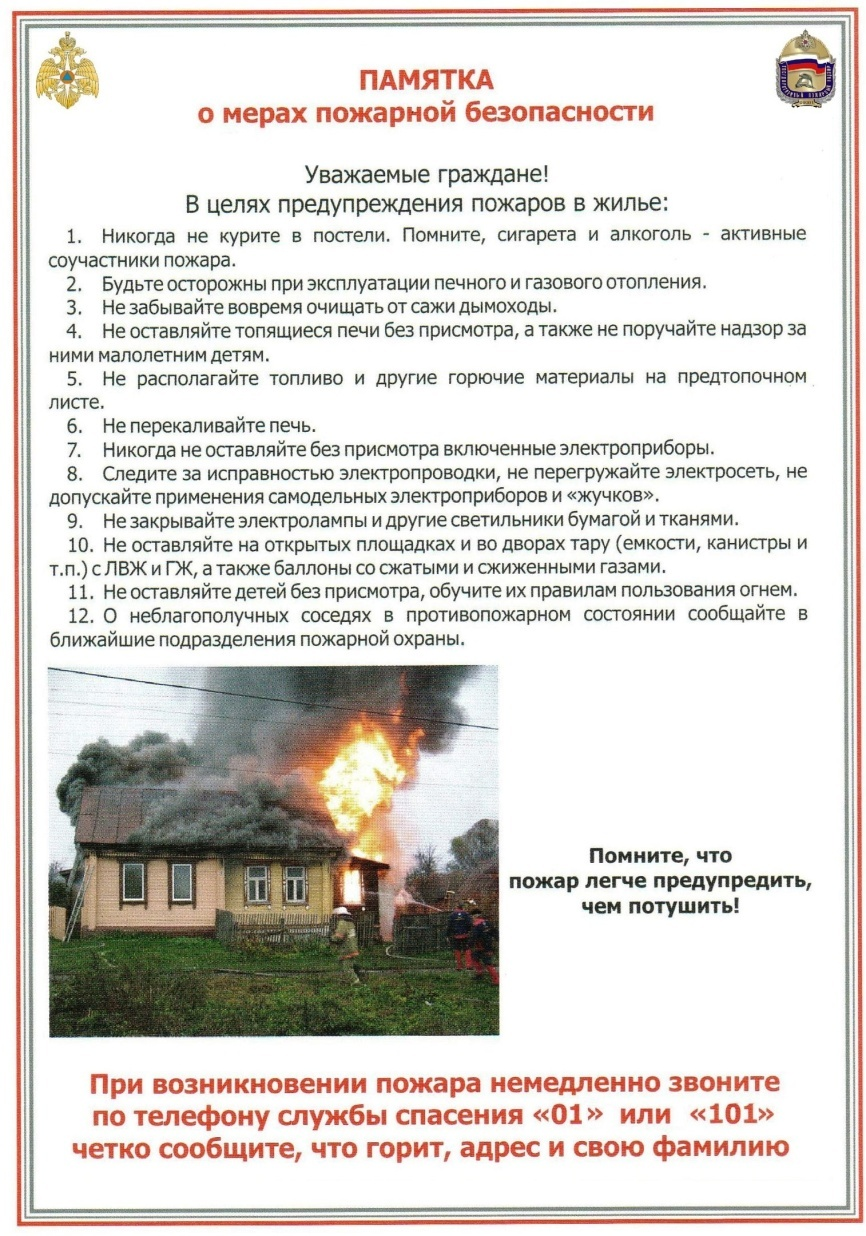 ПАМЯТКА
о мерах пожарной безопасности
Уважаемые граждане!
В целях предупреждения пожаров в жилье:
1. Никогда не курите в постели. Помните, сигарета и алкоголь - активные
соучастники пожара.
2. Будьте осторожны при эксплуатации печного и газового отопления.
3. Не забывайте вовремя очищать от сажи дымоходы.
4. Не оставляйте топящиеся печи без присмотра, а также не поручайте надзор за
ними малолетним детям.
5. Не располагайте топливо и другие горючие материалы на предтопочном
листе.
6. Не перекаливайте печь.
7. Никогда не оставляйте без присмотра включенные электроприборы.
8. Следите за исправностью электропроводки, не перегружайте электросеть, не
допускайте применения самодельных электроприборов и «жучков».
9. Не закрывайте электролампы и другие светильники бумагой и тканями.
10. Не оставляйте на открытых площадках и во дворах тару (емкости, канистры и
т.п.) с ЛВЖ и ГЖ, а также баллоны со сжатыми и сжиженными газами.
11. Не оставляйте детей без присмотра, обучите их правилам пользования огнем.
12. О неблагополучных соседях в противопожарном состоянии сообщайте в
ближайшие подразделения пожарной охраны.
Помните, что
пожар легче предупредить,
чем потушить!
При возникновении пожара немедленно звоните
по телефону службы спасения «01» или «101»
четко сообщите, что горит, адрес и свою фамилию